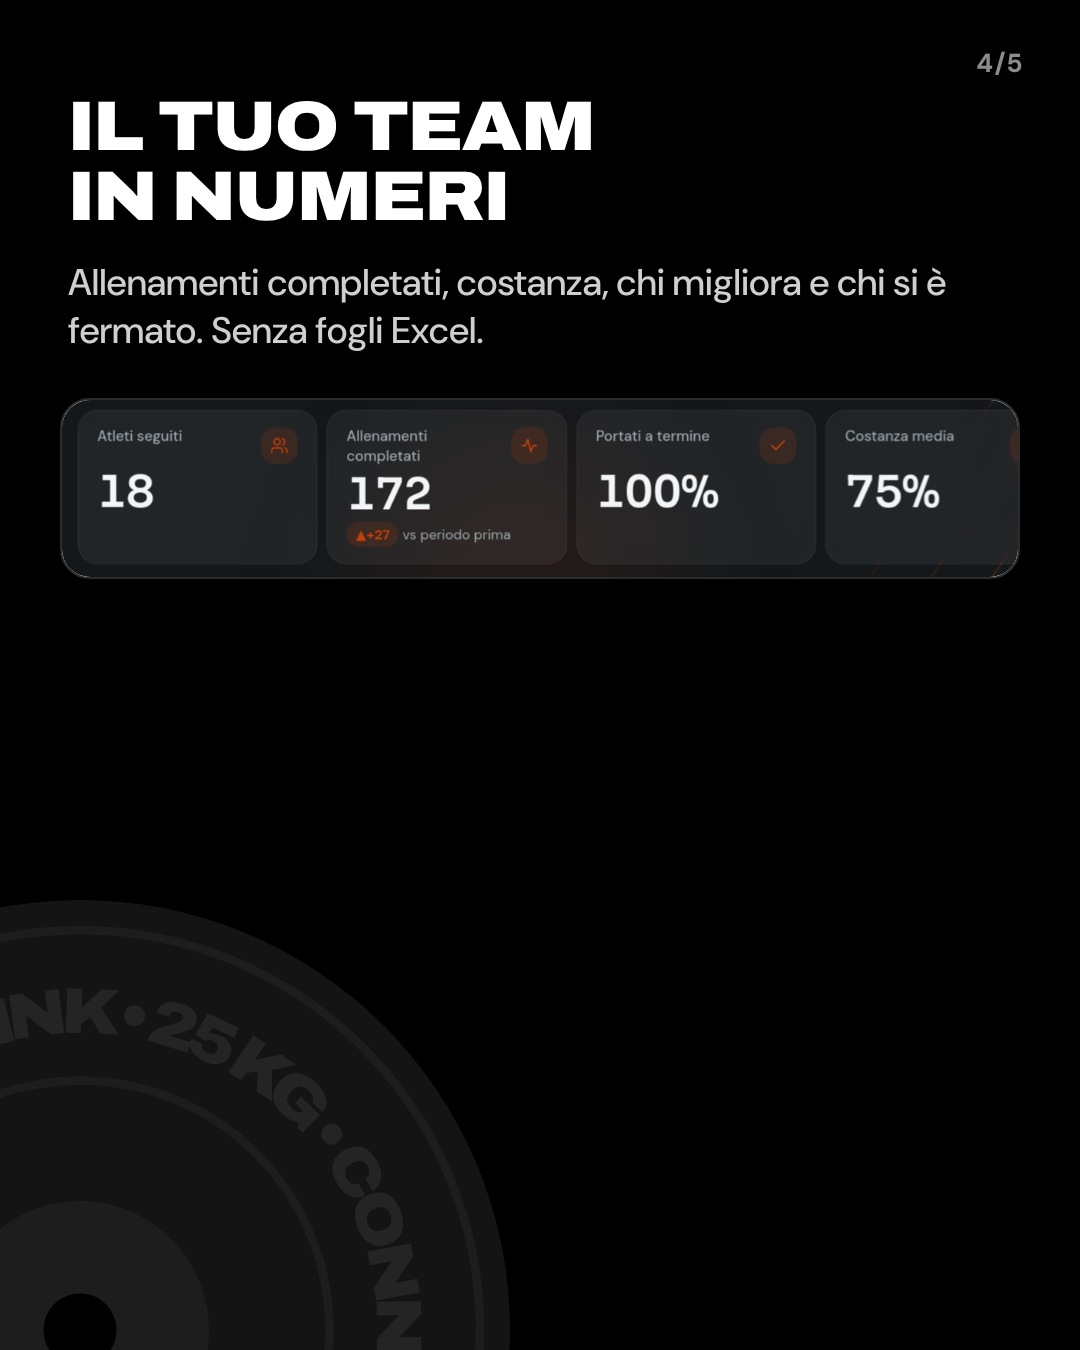 4/5
IL TUO TEAM
IN NUMERI
Allenamenti completati, costanza, chi migliora e chi si è
fermato. Senza fogli Excel.
Atleti seguiti
18
Allenamenti
completati
172
▲+27 vs periodo prima
Portati a termine
100%
Costanza media
75%
INK•25KG•CONN